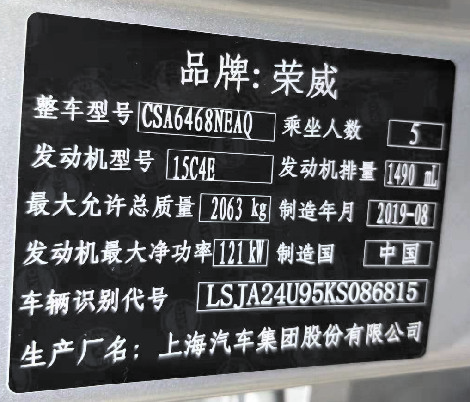 品牌: 荣威
整车型号 CSA6468NEAQ 乘坐人数 5
发动机型号 15C4E 发动机排量 1490 mL
最大允许总质量 2063 kg 制造年月 2019-08
发动机最大净功率 121 kW 制造国 中国
车辆识别代号 LSJA24U95KS086815
生产厂名: 上海汽车集团股份有限公司